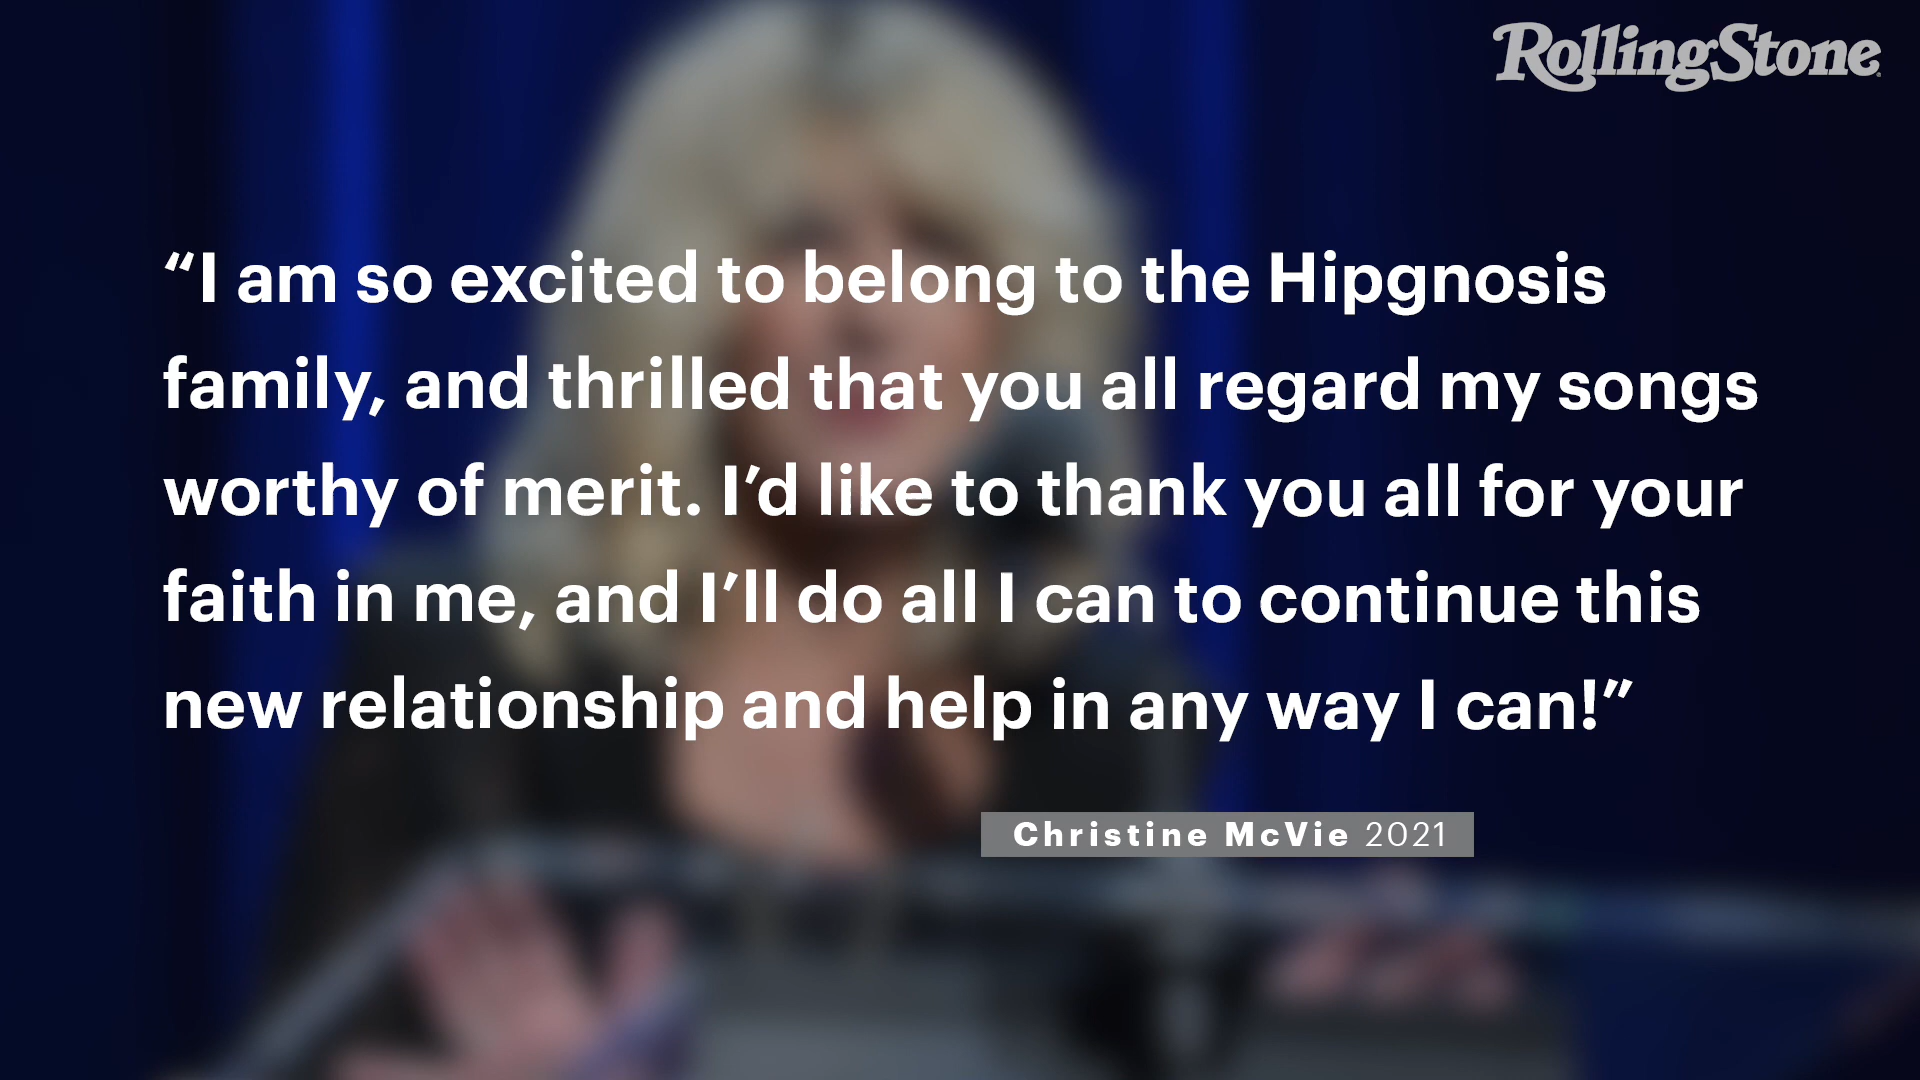 RollingStone
“I am so excited to belong to the Hipgnosis
family, and thrilled that you all regard my songs
worthy of merit. I’d like to thank you all for your
faith in me, and I’ll do all I can to continue this
new relationship and help in any way I can!”
Christine McVie 2021